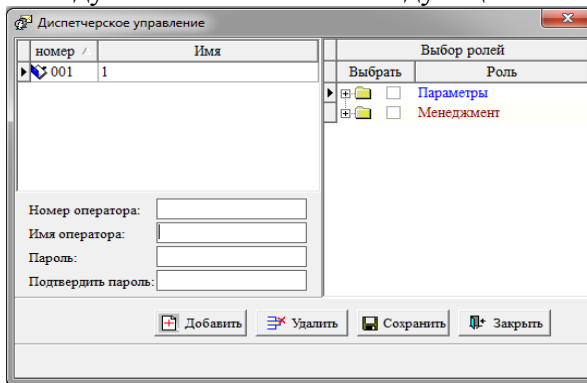 Диспетчерское управление
номер Имя
001 1
Выбор ролей
Выбрать Роль
Параметры
Менеджмент
Номер оператора:
Имя оператора:
Пароль:
Подтвердить пароль:
Добавить Удалить Сохранить Закрыть